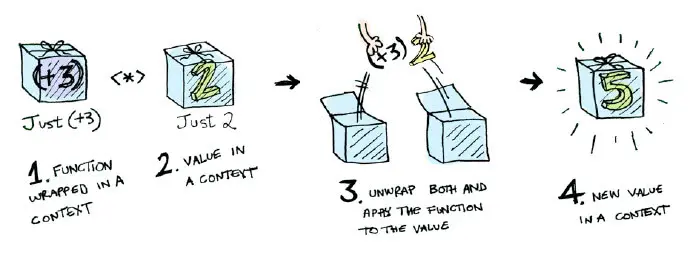 (+3)
<*>
2
(+3) 2
5
Just (+3)
Just 2
1. FUNCTION
WRAPPED IN A
CONTEXT
2. VALUE IN
A CONTEXT
3. UNWRAP BOTH AND
APPLY THE FUNCTION
TO THE VALUE
4. NEW VALUE
IN A CONTEXT